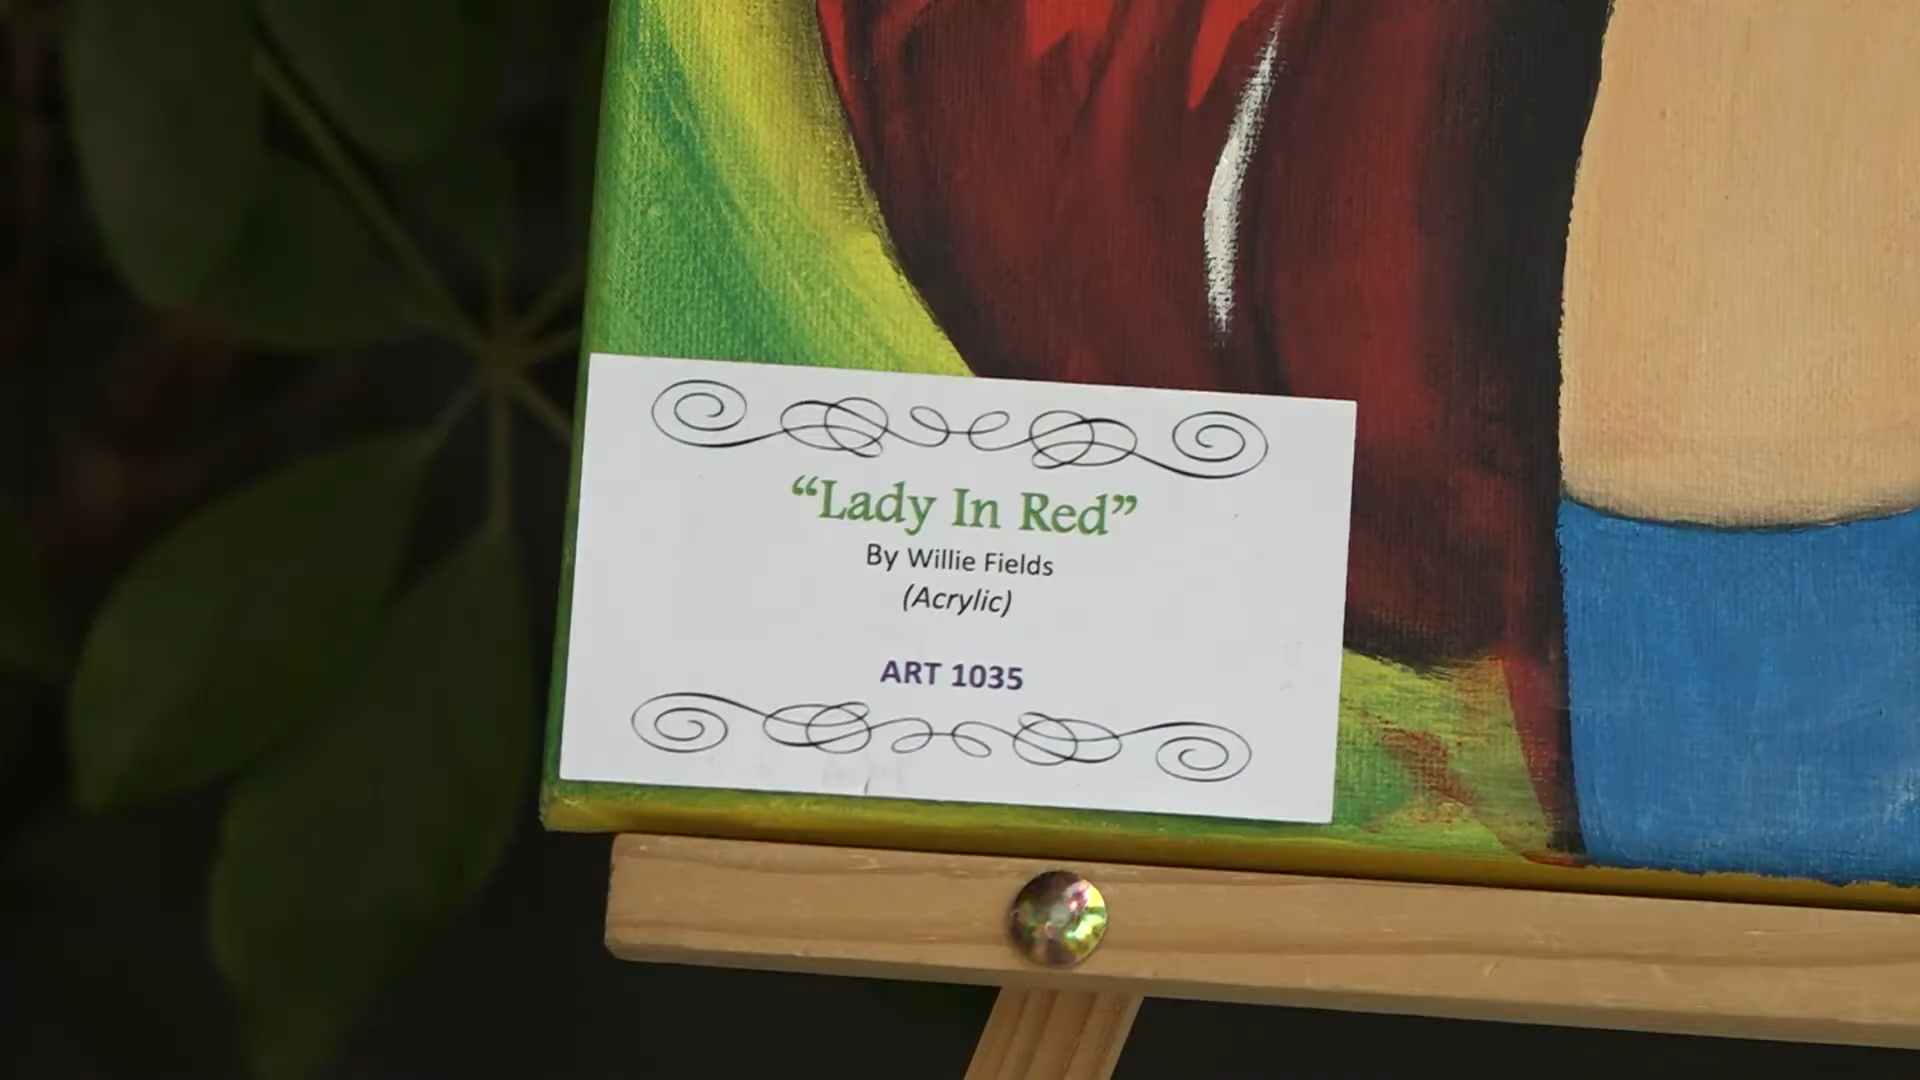 “Lady In Red”
By Willie Fields
(Acrylic)
ART 1035